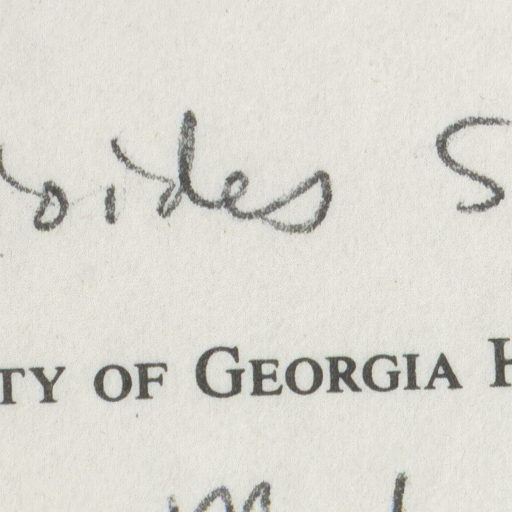 oides S
TY OF GEORGIA H